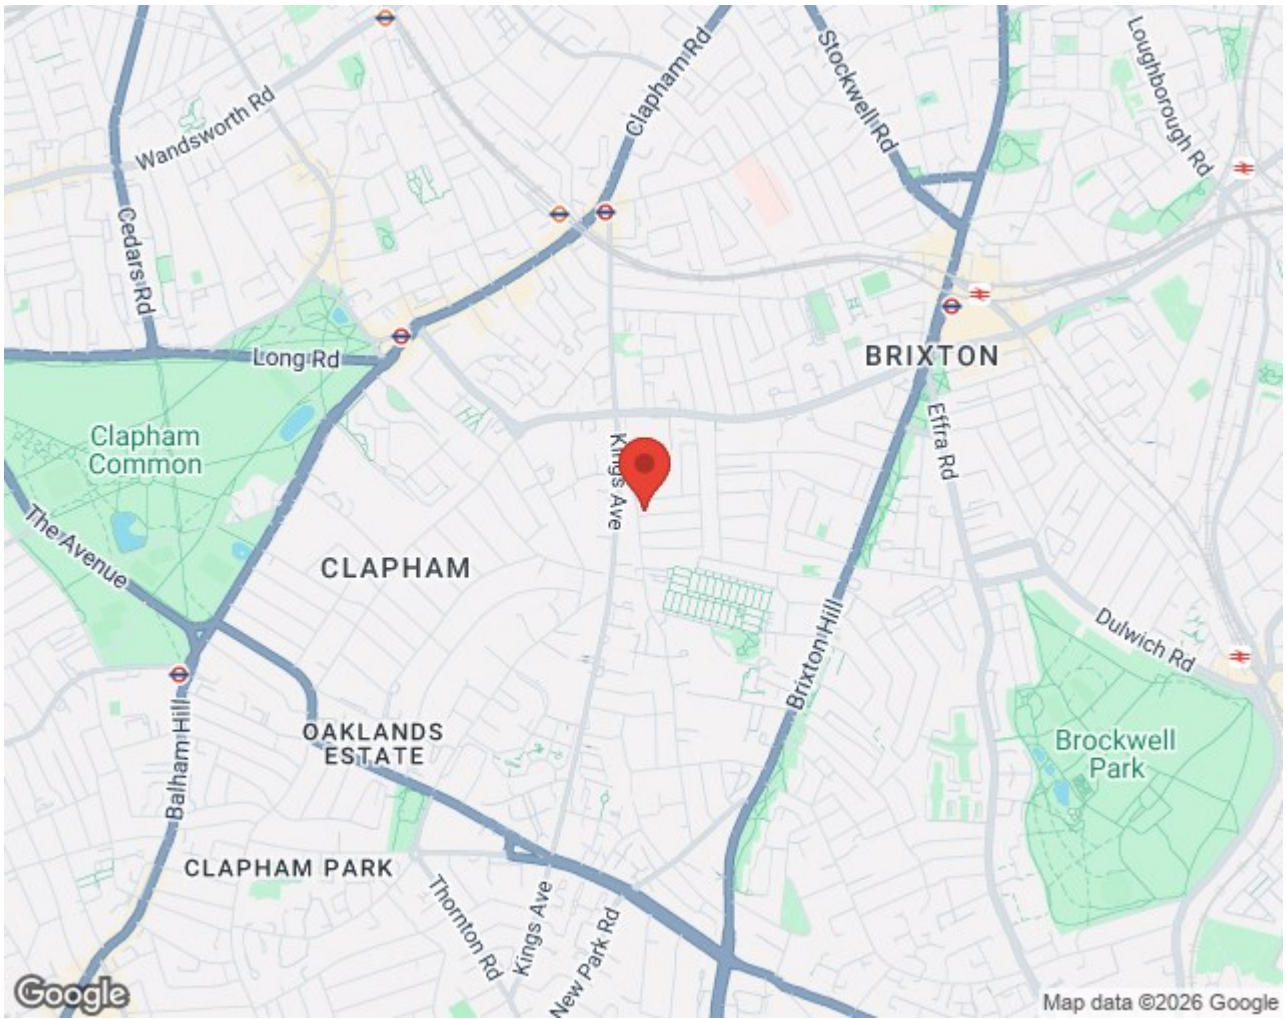 Clapham Rd
Stockwell Rd
Loughborough Rd
Wandsworth Rd
Cedars Rd
Long Rd
BRIXTON
Effra Rd
Clapham
Common
Kings Ave
The Avenue
CLAPHAM
Dulwich Rd
Brixton Hill
OAKLANDS
ESTATE
Balham Hill
Brockwell
Park
CLAPHAM PARK
Thornton Rd
Kings Ave
New Park Rd
Google
Map data ©2026 Google